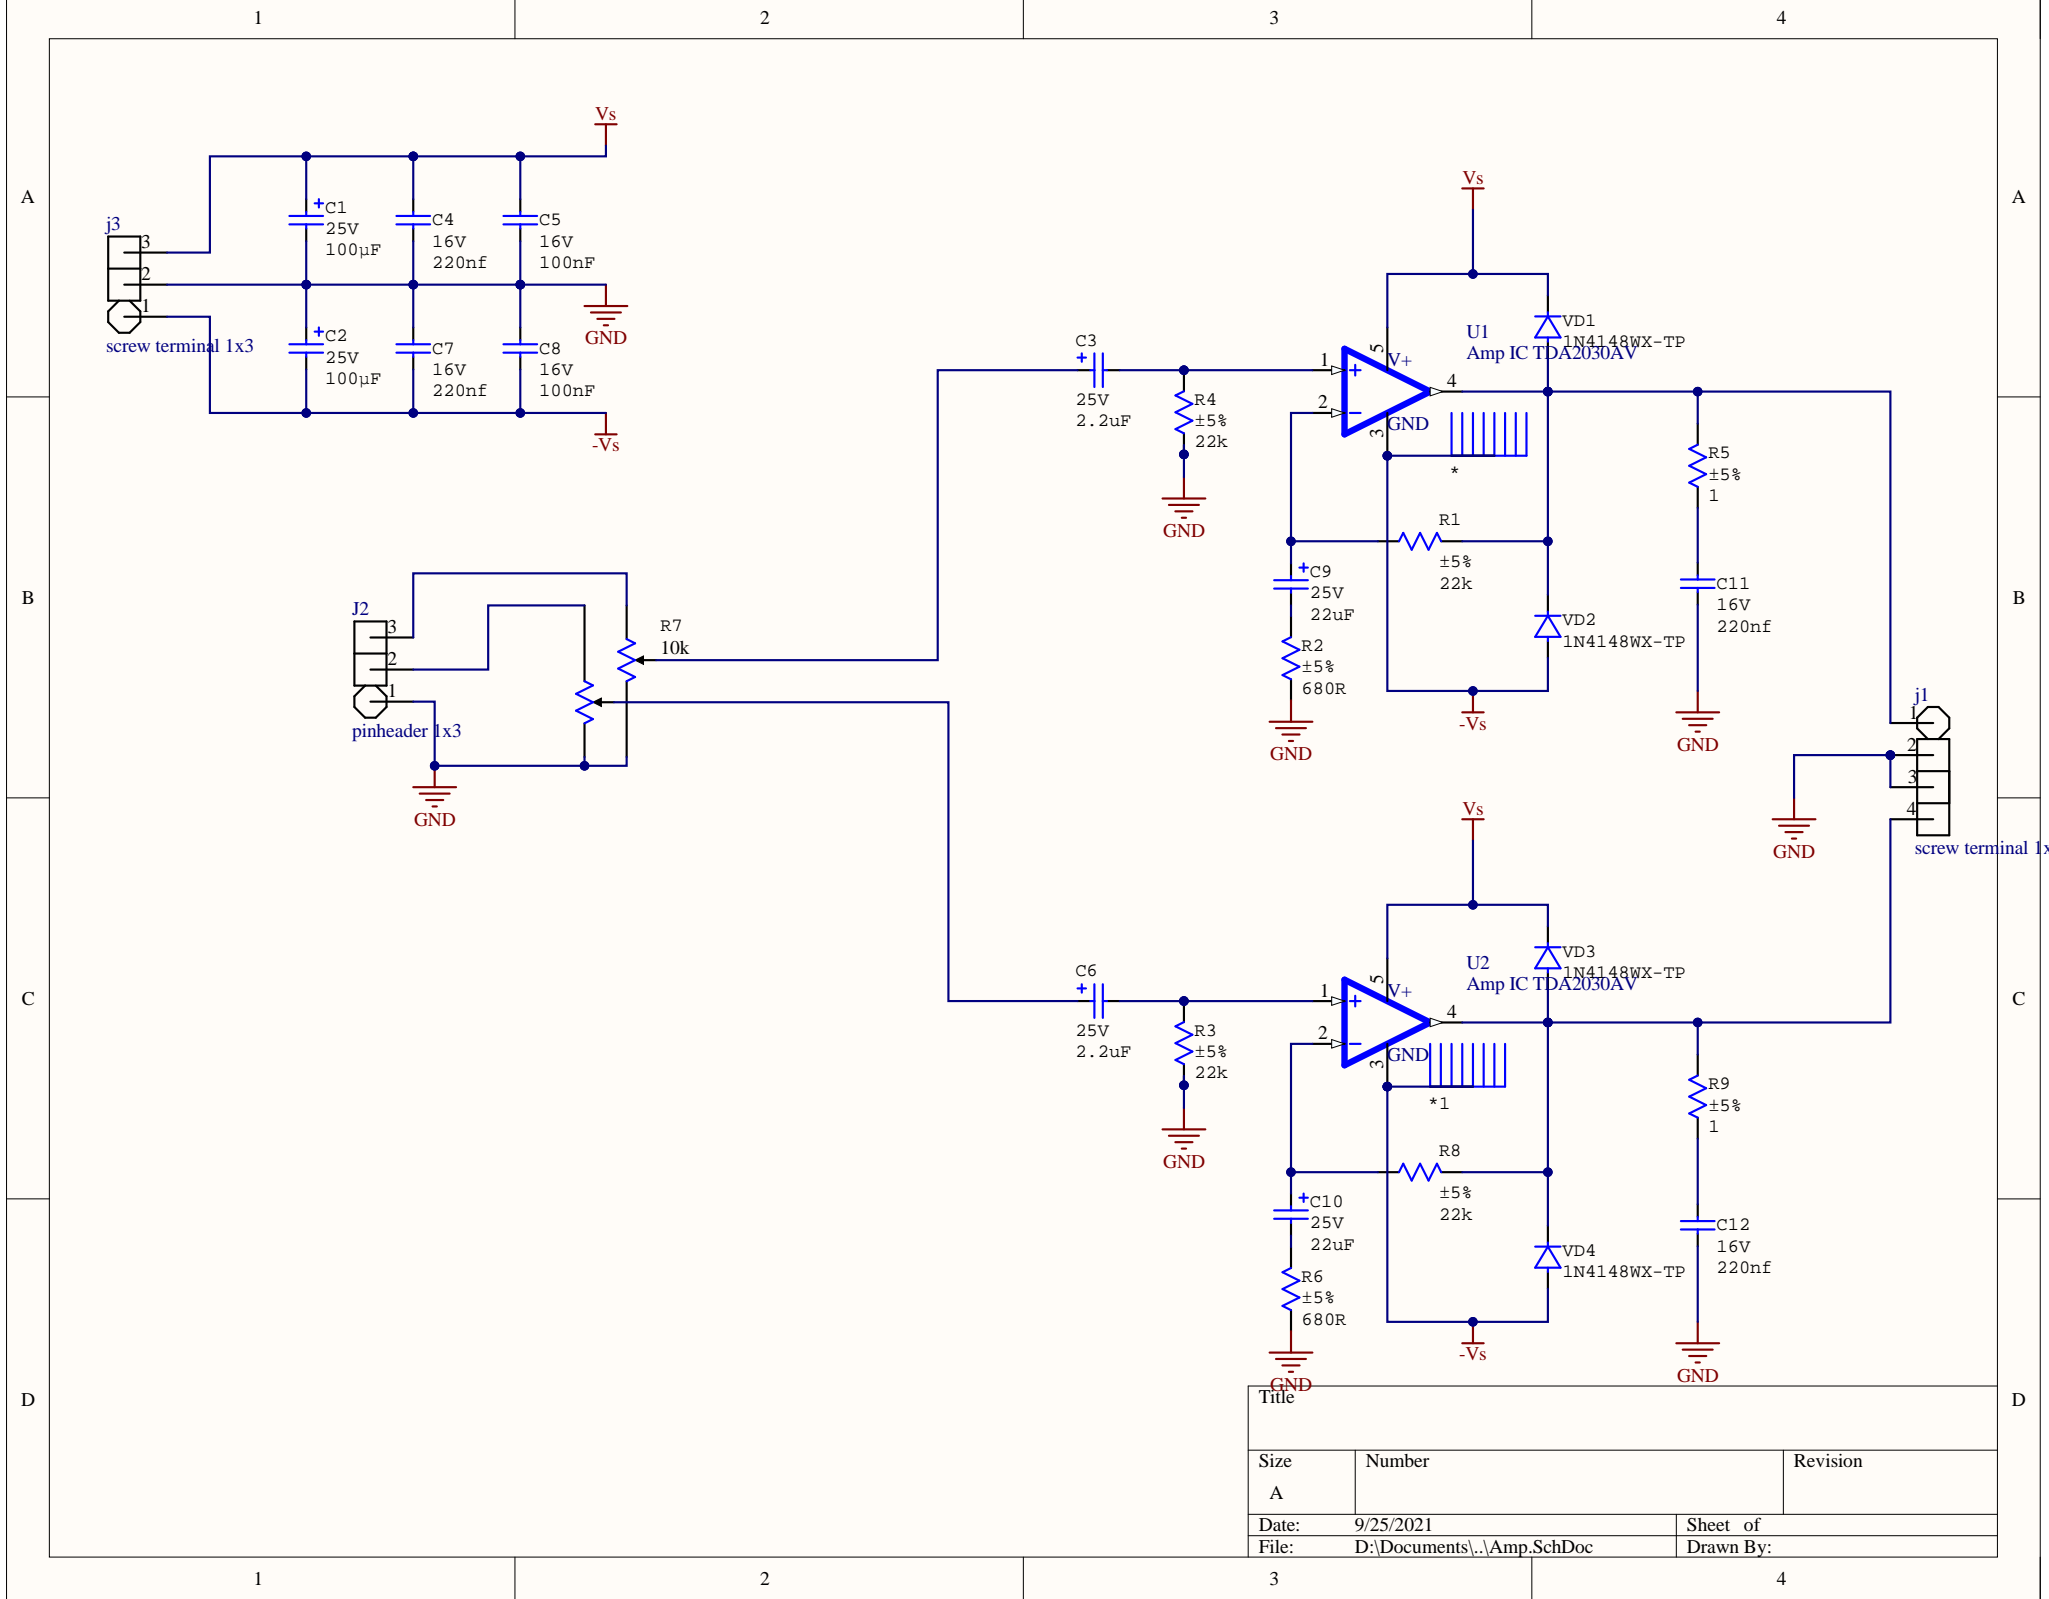 1 2 3 4
A A
B B
C C
D D
Vs
j3
3
2
1
screw terminal 1x3
C1
25V
100µF
C4
16V
220nf
C5
16V
100nF
C2
25V
100µF
C7
16V
220nf
C8
16V
100nF
GND
-Vs
J2
3
2
1
pinheader 1x3
GND
R7
10k
C3
25V
2.2uF
R4
±5%
22k
GND
Vs
U1
Amp IC TDA2030AV
1
2
3
4
5
V+
GND
*
VD1
1N4148WX-TP
R1
±5%
22k
C9
25V
22uF
R2
±5%
680R
GND
VD2
1N4148WX-TP
-Vs
R5
±5%
1
C11
16V
220nf
GND
j1
1
2
3
4
screw terminal 1x
GND
C6
25V
2.2uF
R3
±5%
22k
GND
Vs
U2
Amp IC TDA2030AV
1
2
3
4
5
V+
GND
*1
VD3
1N4148WX-TP
R8
±5%
22k
C10
25V
22uF
R6
±5%
680R
GND
VD4
1N4148WX-TP
-Vs
R9
±5%
1
C12
16V
220nf
GND
Title
Size Number Revision
A
Date: 9/25/2021 Sheet of
File: D:\Documents\..\Amp.SchDoc Drawn By:
1 2 3 4